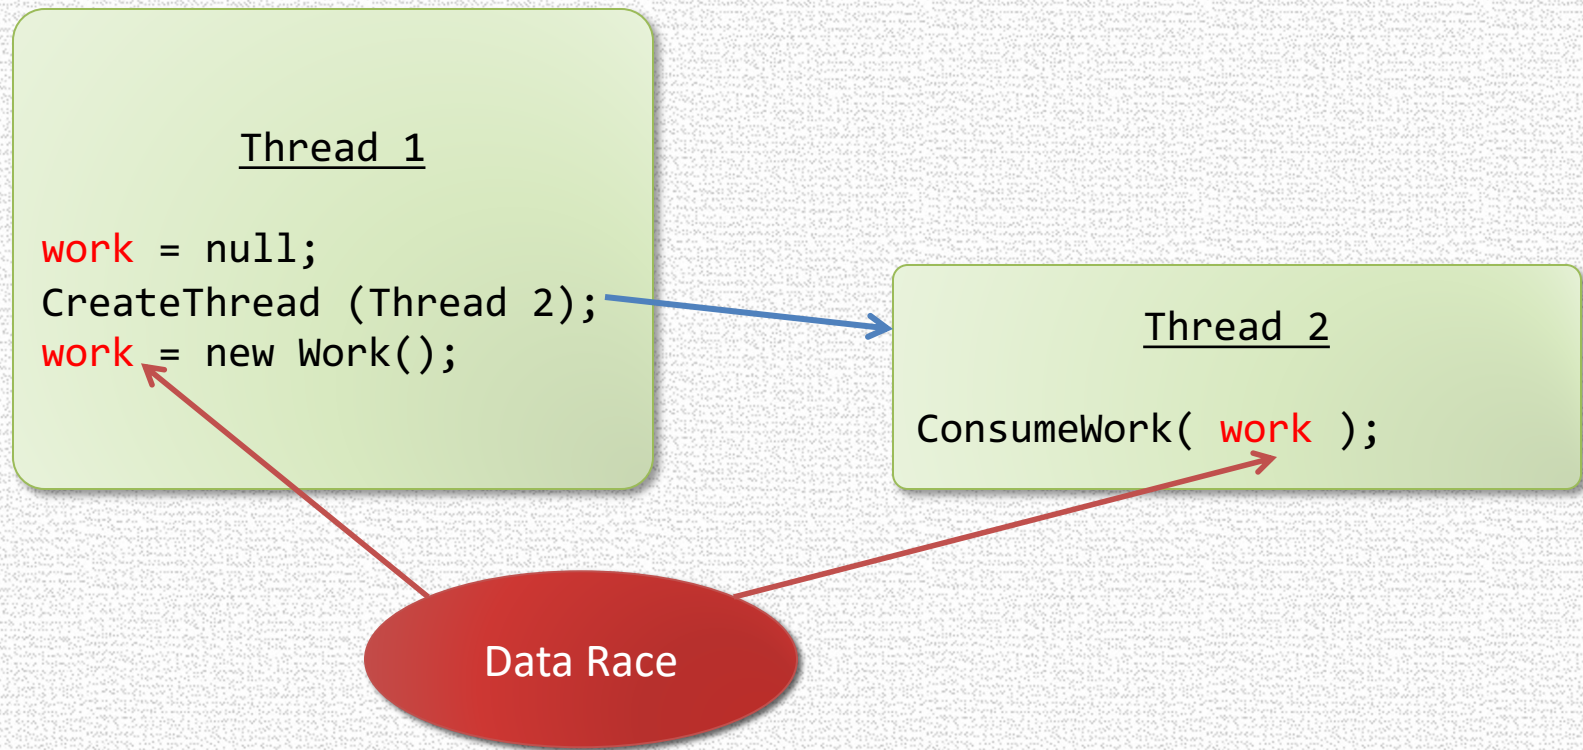 Thread 1
work = null;
CreateThread (Thread 2);
work = new Work();
Thread 2
ConsumeWork( work );
Data Race